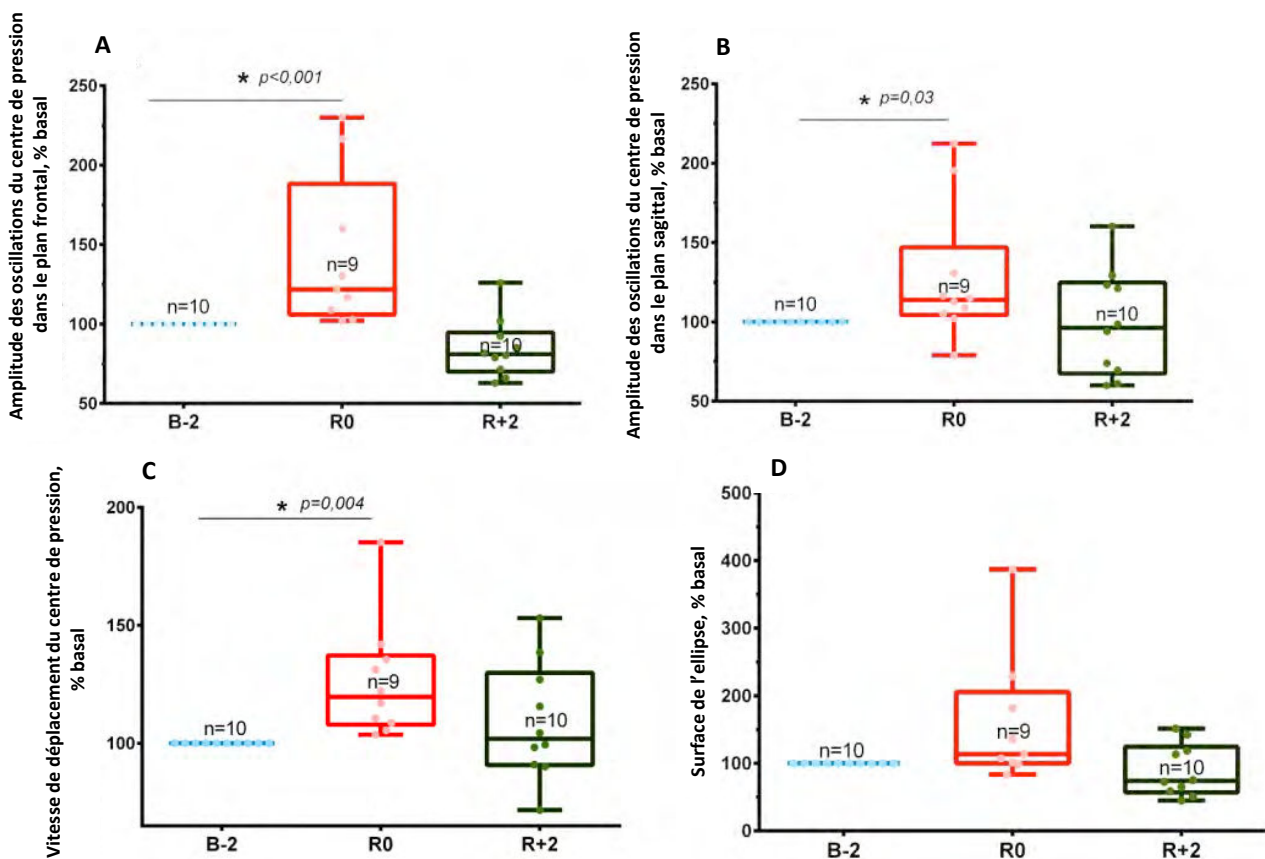 A
Amplitude des oscillations du centre de pression
dans le plan frontal, % basal
* p<0,001
250
200
150
100
50
n=10
n=9
n=10
B-2
R0
R+2
B
Amplitude des oscillations du centre de pression
dans le plan sagittal, % basal
* p=0,03
250
200
150
100
50
n=10
n=9
n=10
B-2
R0
R+2
C
Vitesse de déplacement du centre de pression,
% basal
* p=0,004
200
150
100
n=10
n=9
n=10
B-2
R0
R+2
D
Surface de l'ellipse, % basal
500
400
300
200
100
0
n=10
n=9
n=10
B-2
R0
R+2